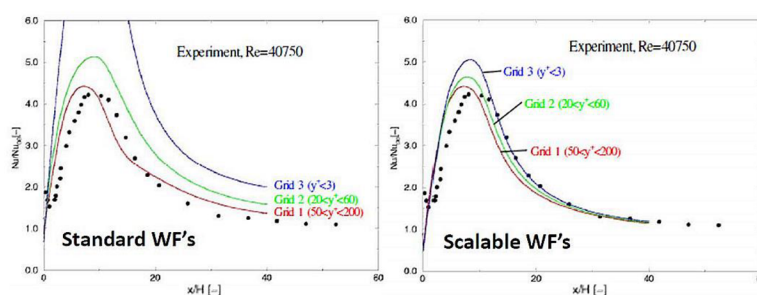 6.0
5.0
4.0
3.0
2.0
1.0
0.0
0
20
40
60
Nu/Nu
x/H [–]
Experiment, Re=40750
Grid 3 (y+<3)
Grid 2 (20<y+<60)
Grid 1 (50<y+<200)
Standard WF's
6.0
5.0
4.0
3.0
2.0
1.0
0.0
0
20
40
60
Nu/Nu
x/H [–]
Experiment, Re=40750
Grid 3 (y+<3)
Grid 2 (20<y+<60)
Grid 1 (50<y+<200)
Scalable WF's